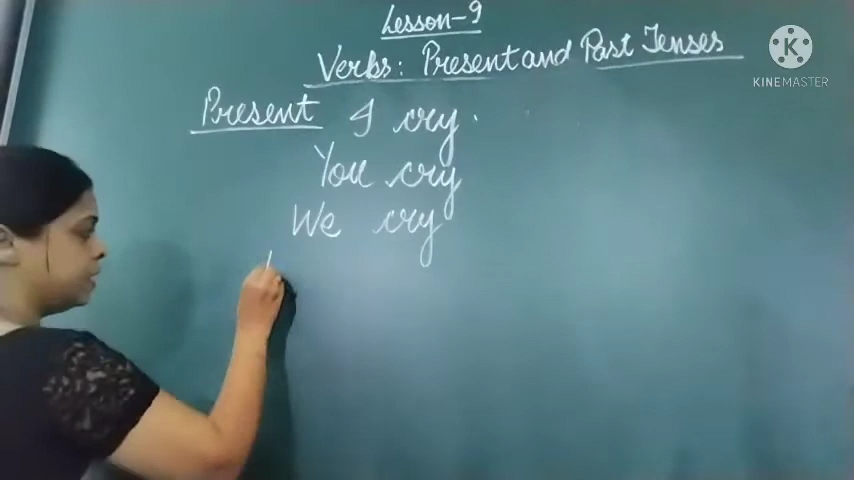 Lesson-9
Verbs: Present and Past Tenses
Present I cry.
You cry
We cry
K
KINEMASTER